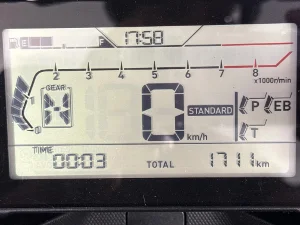 E F 17:58
2 3 4 5 6 7 8 x1000r/min
1
GEAR
0 STANDARD P EB
0 km/h T
TIME
00:03 TOTAL 1711 km